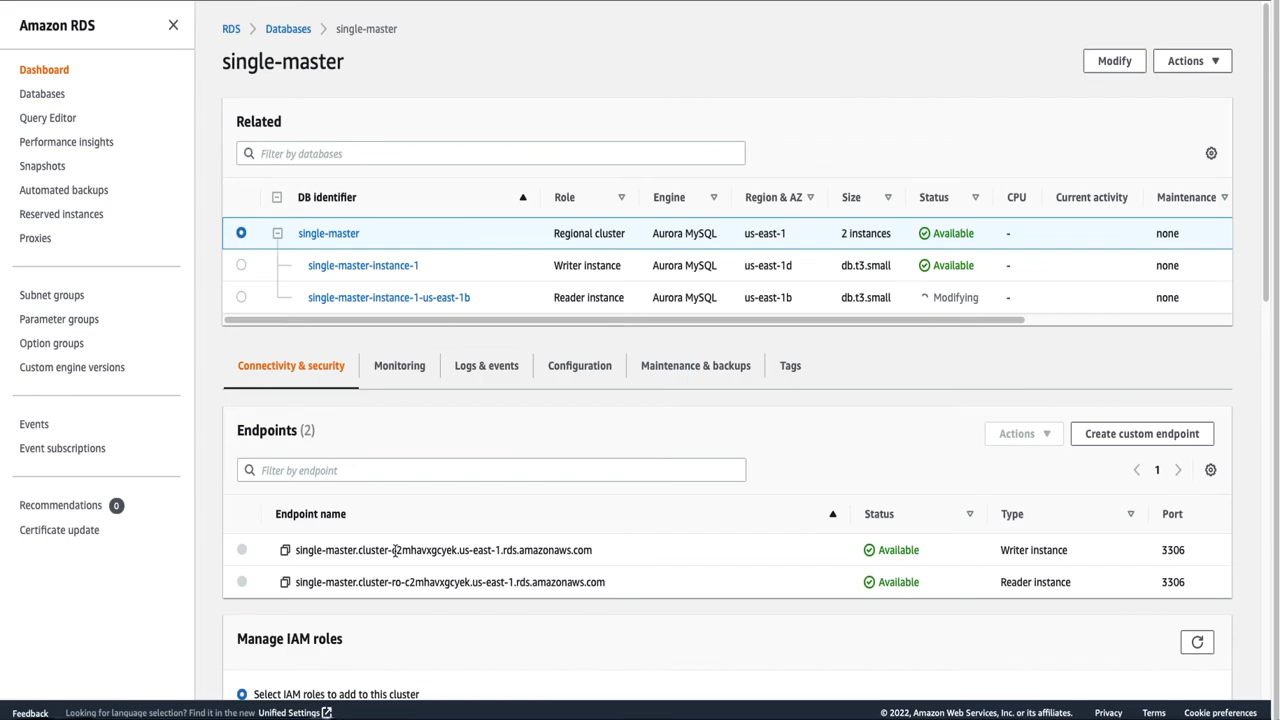 Amazon RDS
Dashboard
Databases
Query Editor
Performance insights
Snapshots
Automated backups
Reserved instances
Proxies
Subnet groups
Parameter groups
Option groups
Custom engine versions
Events
Event subscriptions
Recommendations 0
Certificate update
RDS Databases single-master
single-master
Modify Actions
Related
Filter by databases
DB identifier Role Engine Region & AZ Size Status CPU Current activity Maintenance
single-master Regional cluster Aurora MySQL us-east-1 2 instances Available - none
single-master-instance-1 Writer instance Aurora MySQL us-east-1d db.t3.small Available - none
single-master-instance-1-us-east-1b Reader instance Aurora MySQL us-east-1b db.t3.small Modifying - none
Connectivity & security Monitoring Logs & events Configuration Maintenance & backups Tags
Endpoints (2)
Actions Create custom endpoint
Filter by endpoint
1
Endpoint name Status Type Port
single-master.cluster-c2mhavxgcyek.us-east-1.rds.amazonaws.com Available Writer instance 3306
single-master.cluster-ro-c2mhavxgcyek.us-east-1.rds.amazonaws.com Available Reader instance 3306
Manage IAM roles
Select IAM roles to add to this cluster
Feedback Looking for language selection? Find it in the new Unified Settings © 2022, Amazon Web Services, Inc. or its affiliates. Privacy Terms Cookie preferences